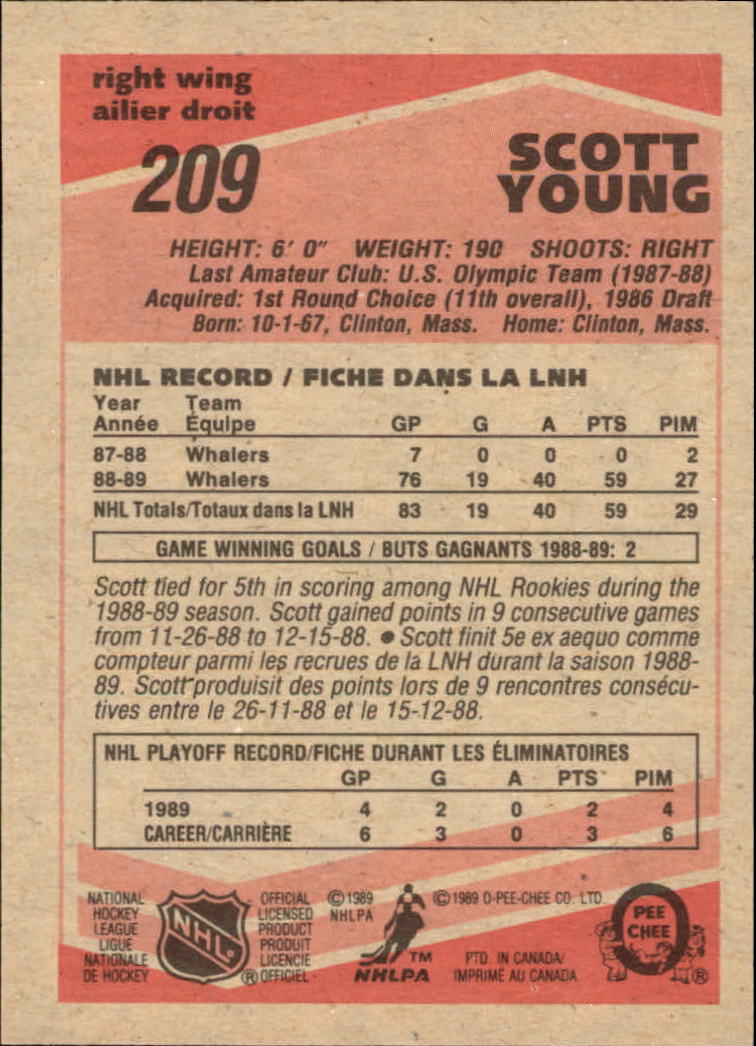 right wing
ailier droit
209
SCOTT
YOUNG
HEIGHT: 6' 0" WEIGHT: 190 SHOOTS: RIGHT
Last Amateur Club: U.S. Olympic Team (1987-88)
Acquired: 1st Round Choice (11th overall), 1986 Draft
Born: 10-1-67, Clinton, Mass. Home: Clinton, Mass.
NHL RECORD / FICHE DANS LA LNH
Year Team
Année Équipe GP G A PTS PIM
87-88 Whalers 7 0 0 0 2
88-89 Whalers 76 19 40 59 27
NHL Totals/Totaux dans la LNH 83 19 40 59 29
GAME WINNING GOALS / BUTS GAGNANTS 1988-89: 2
Scott tied for 5th in scoring among NHL Rookies during the
1988-89 season. Scott gained points in 9 consecutive games
from 11-26-88 to 12-15-88. ● Scott finit 5e ex aequo comme
compteur parmi les recrues de la LNH durant la saison 1988-
89. Scott produisit des points lors de 9 rencontres consécu-
tives entre le 26-11-88 et le 15-12-88.
NHL PLAYOFF RECORD/FICHE DURANT LES ÉLIMINATOIRES
GP G A PTS PIM
1989 4 2 0 2 4
CAREER/CARRIÈRE 6 3 0 3 6
NATIONAL
HOCKEY
LEAGUE
LIGUE
NATIONALE
DE HOCKEY
NHL
®
OFFICIAL
LICENSED
PRODUCT
PRODUIT
LICENCIE
OFFICIEL
© 1989
NHLPA
TM
NHLPA
© 1989 O-PEE-CHEE CO. LTD.
PTD. IN CANADA/
IMPRIME AU CANADA
O
PEE
CHEE
®